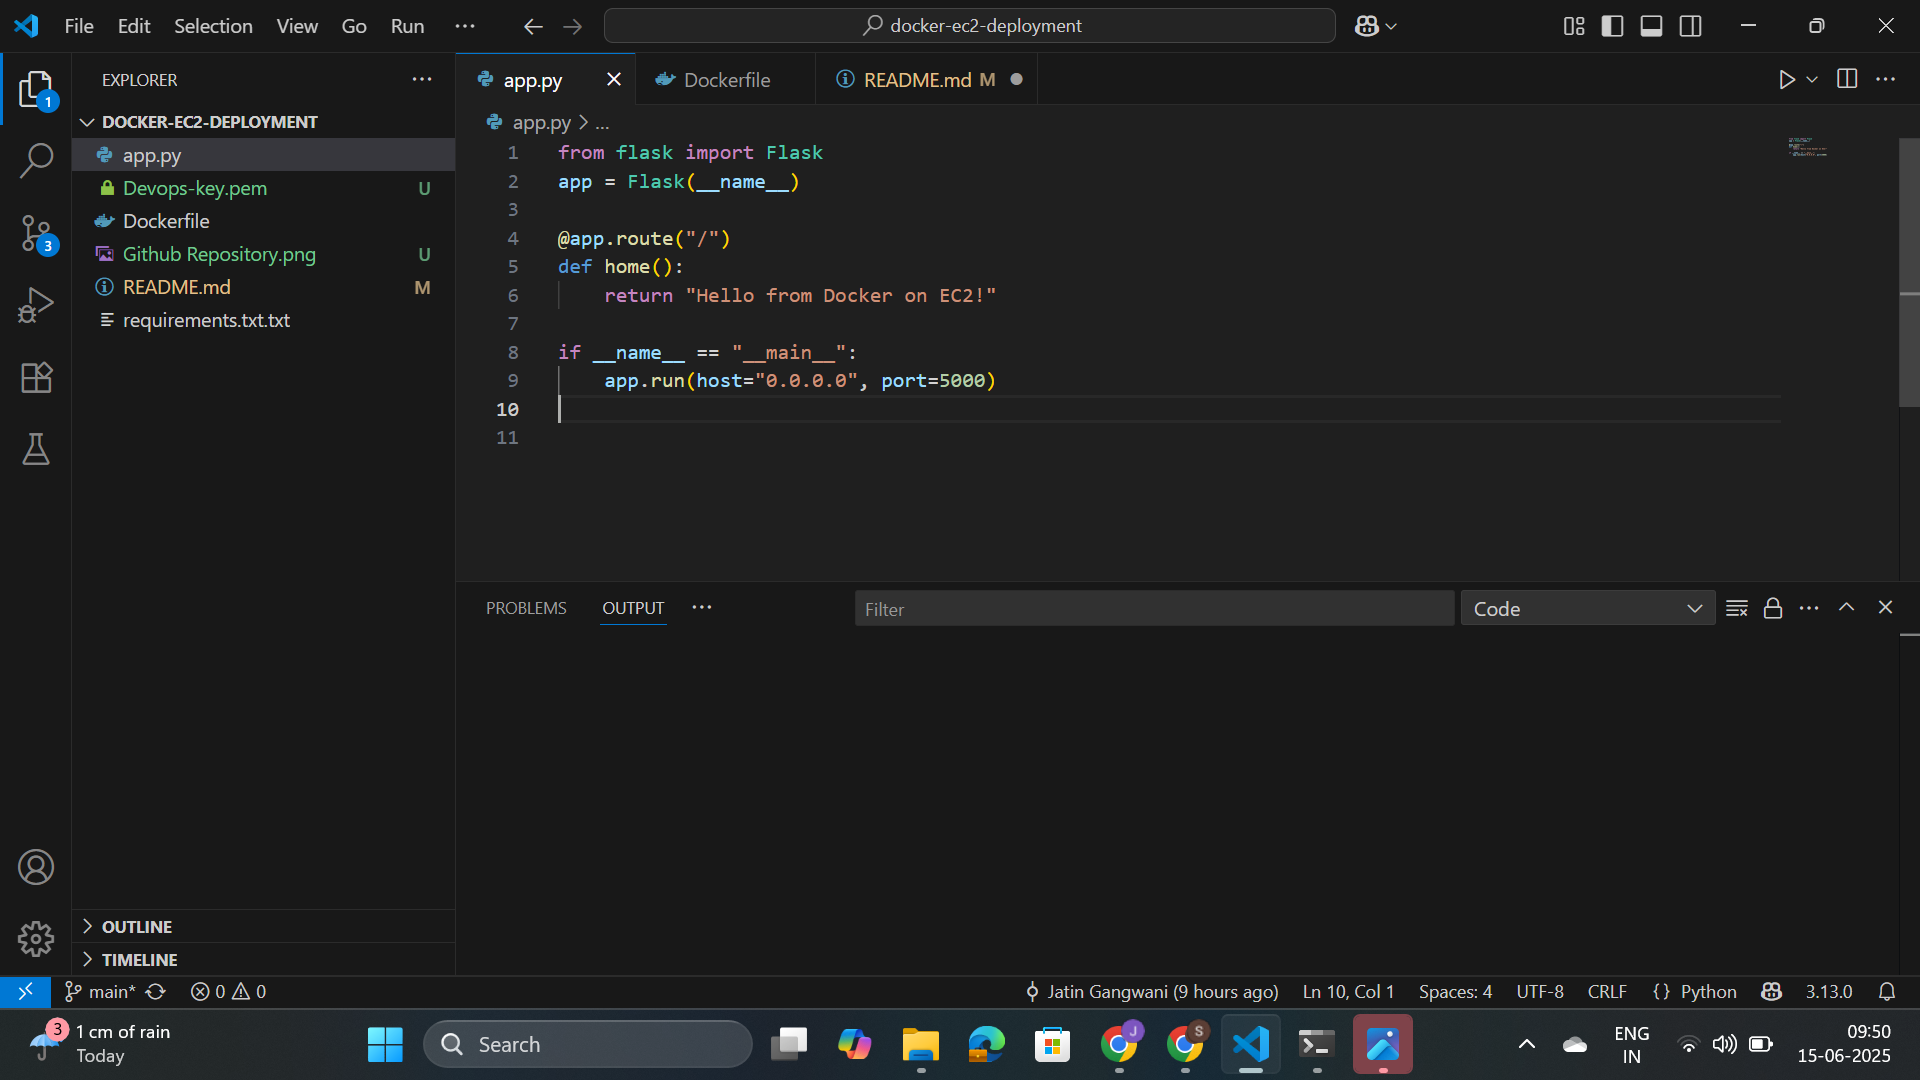 File Edit Selection View Go Run ···
docker-ec2-deployment
EXPLORER
DOCKER-EC2-DEPLOYMENT
app.py
Devops-key.pem U
Dockerfile
Github Repository.png U
README.md M
requirements.txt.txt
OUTLINE
TIMELINE
1
3
app.py
Dockerfile
README.md M
app.py > ...
1 from flask import Flask
2 app = Flask(__name__)
3
4 @app.route("/")
5 def home():
6 return "Hello from Docker on EC2!"
7
8 if __name__ == "__main__":
9 app.run(host="0.0.0.0", port=5000)
10
11
PROBLEMS OUTPUT ···
Filter
Code
main* 0 0
Jatin Gangwani (9 hours ago) Ln 10, Col 1 Spaces: 4 UTF-8 CRLF {} Python 3.13.0
3
1 cm of rain
Today
Search
J
S
ENG
IN
09:50
15-06-2025